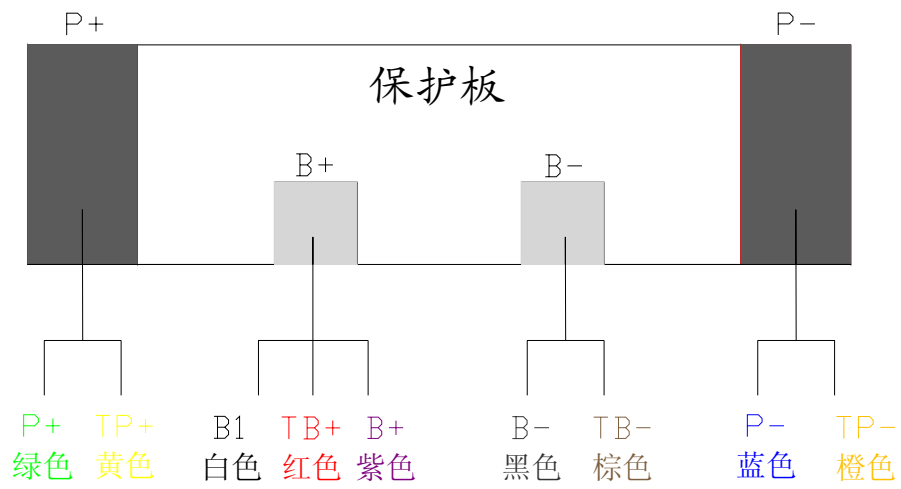 P+ P-
保护板
B+ B-
P+ TP+ B1 TB+ B+ B- TB- P- TP-
绿色 黄色 白色 红色 紫色 黑色 棕色 蓝色 橙色